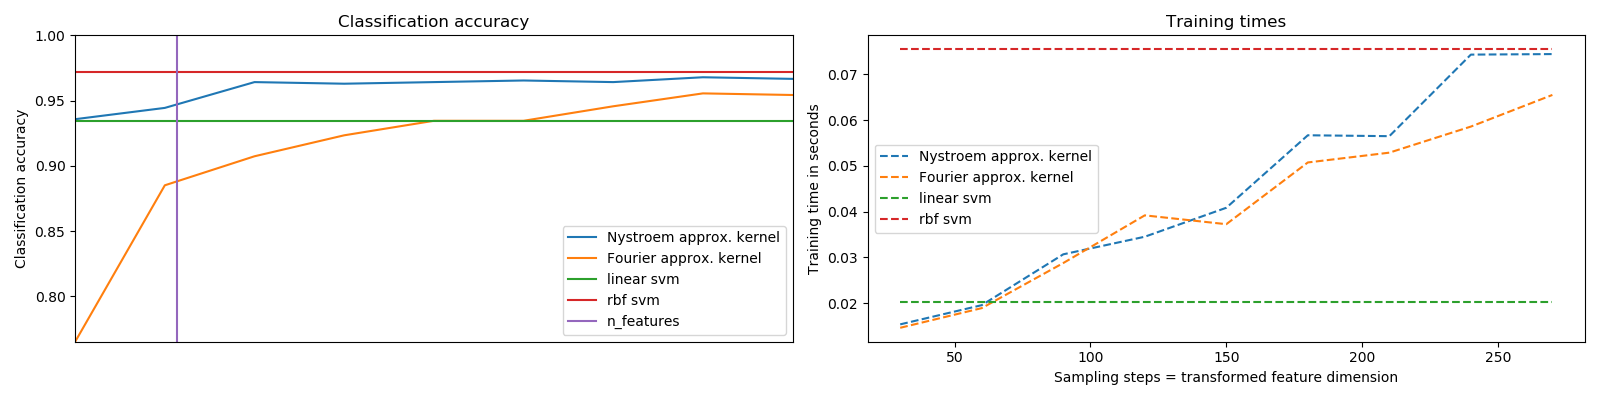 Classification accuracy
Classification accuracy
1.00
0.95
0.90
0.85
0.80
Nystroem approx. kernel
Fourier approx. kernel
linear svm
rbf svm
n_features
Training times
Training time in seconds
0.07
0.06
0.05
0.04
0.03
0.02
Nystroem approx. kernel
Fourier approx. kernel
linear svm
rbf svm
50 100 150 200 250
Sampling steps = transformed feature dimension